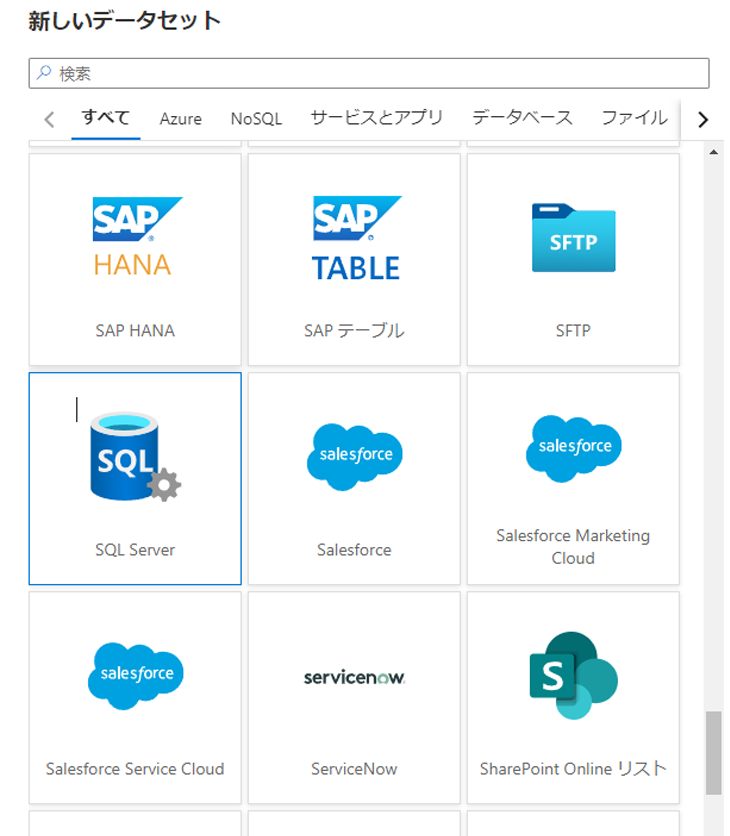 新しいデータセット
検索
すべて Azure NoSQL サービスとアプリ データベース ファイル
SAP HANA
SAP TABLE
SFTP
SAP HANA
SAP テーブル
SFTP
SQL
salesforce
salesforce
SQL Server
Salesforce
Salesforce Marketing
Cloud
salesforce
servicenow
S
Salesforce Service Cloud
ServiceNow
SharePoint Online リスト